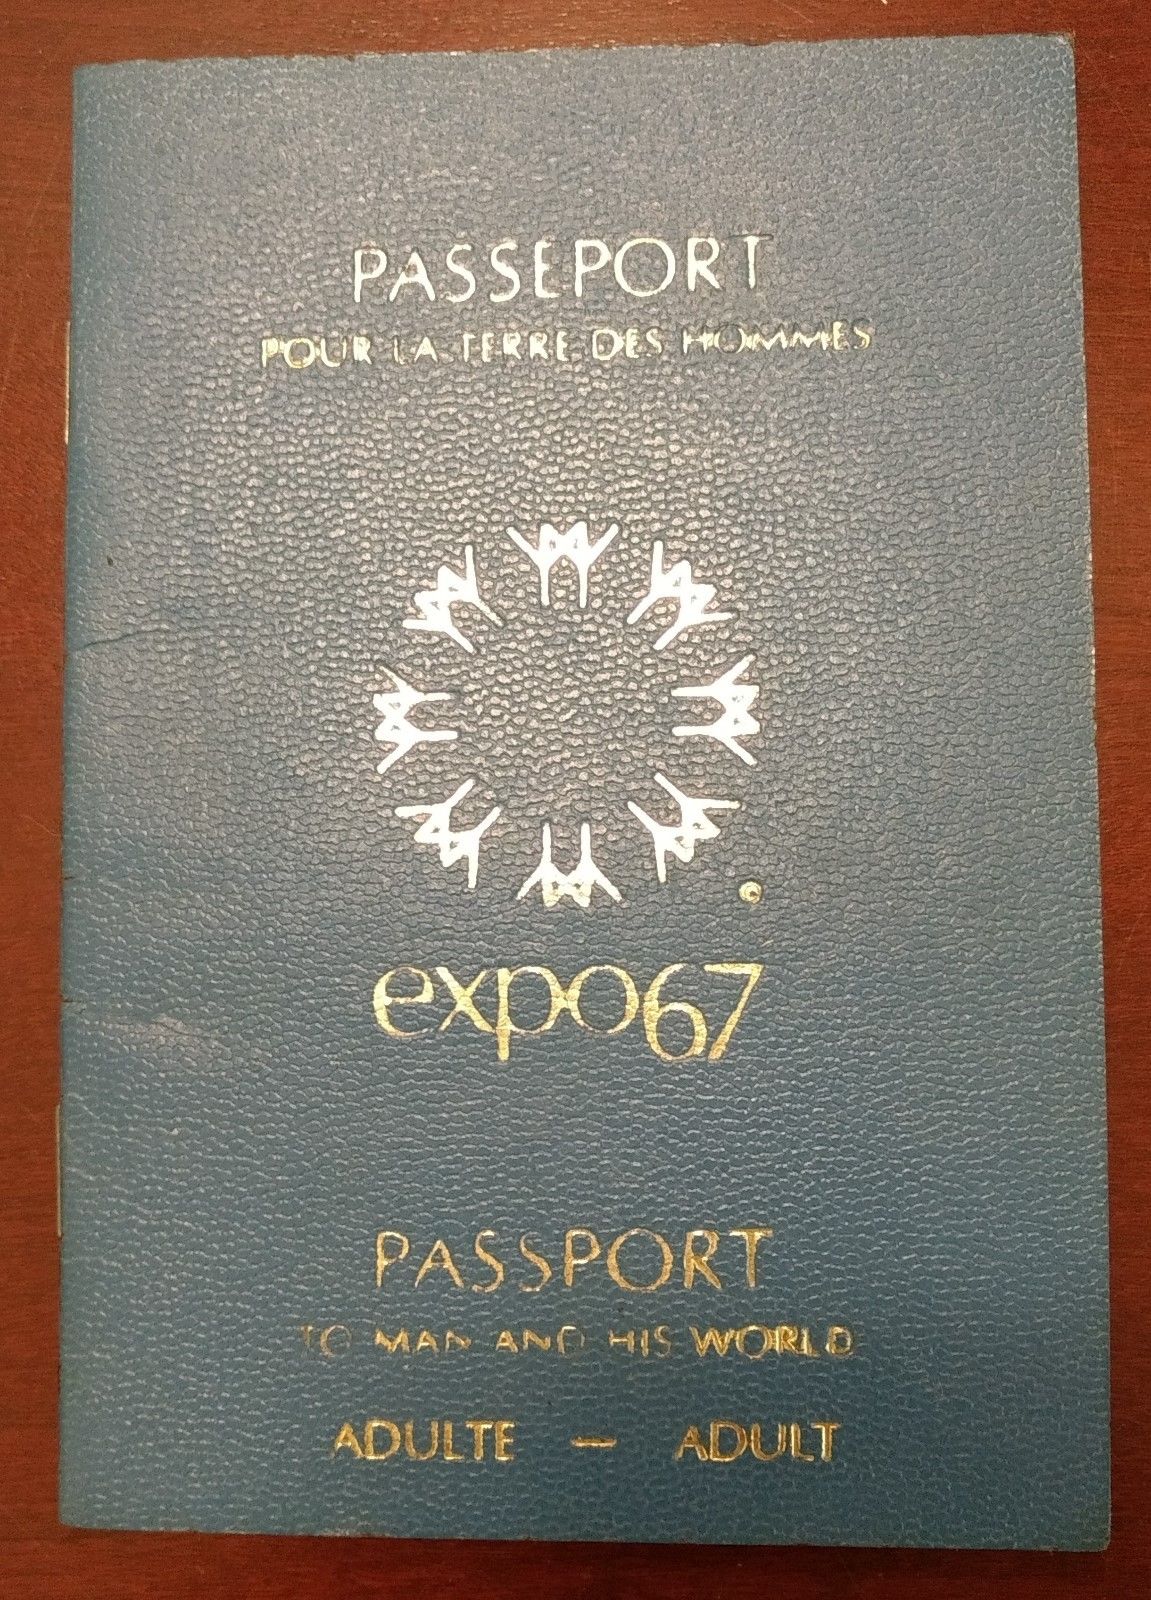 PASSEPORT
POUR LA TERRE DES HOMMES
©
expo67
PASSPORT
TO MAN AND HIS WORLD
ADULTE — ADULT